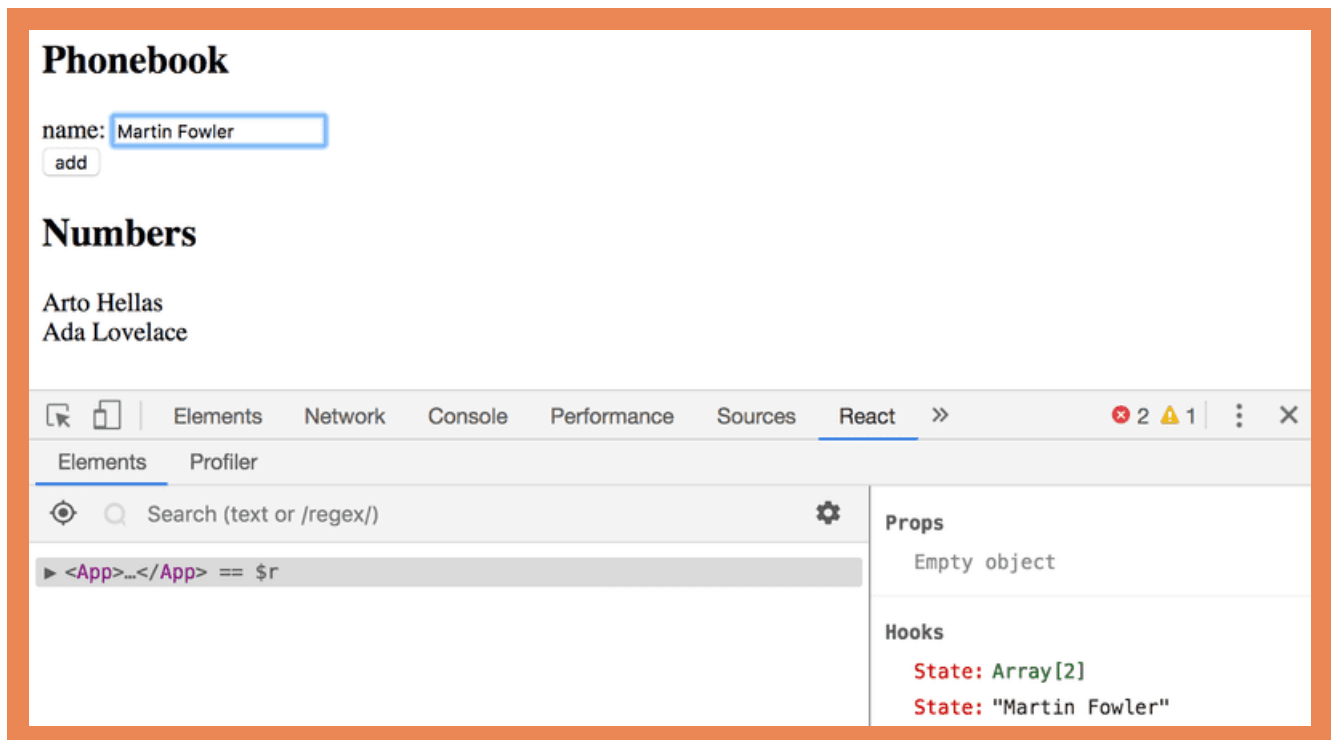 Phonebook
name: Martin Fowler
add
Numbers
Arto Hellas
Ada Lovelace
Elements Network Console Performance Sources React » 2 1
Elements Profiler
Search (text or /regex/)
Props
Empty object
▶ <App>…</App> == $r
Hooks
State: Array[2]
State: "Martin Fowler"